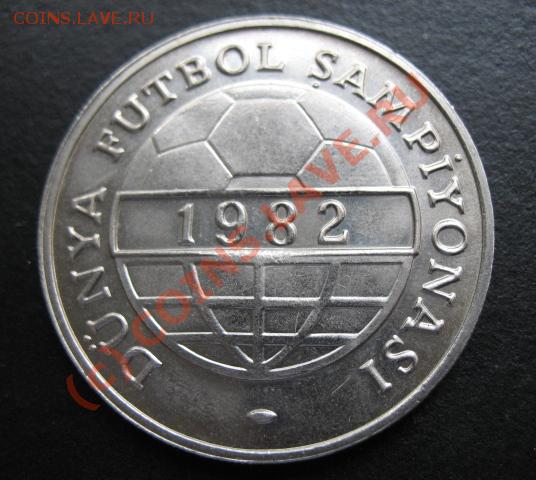 COINS.LAVE.RU
DÜNYA FUTBOL ŞAMPİYONASI
1982
(c) COINS.LAVE.RU